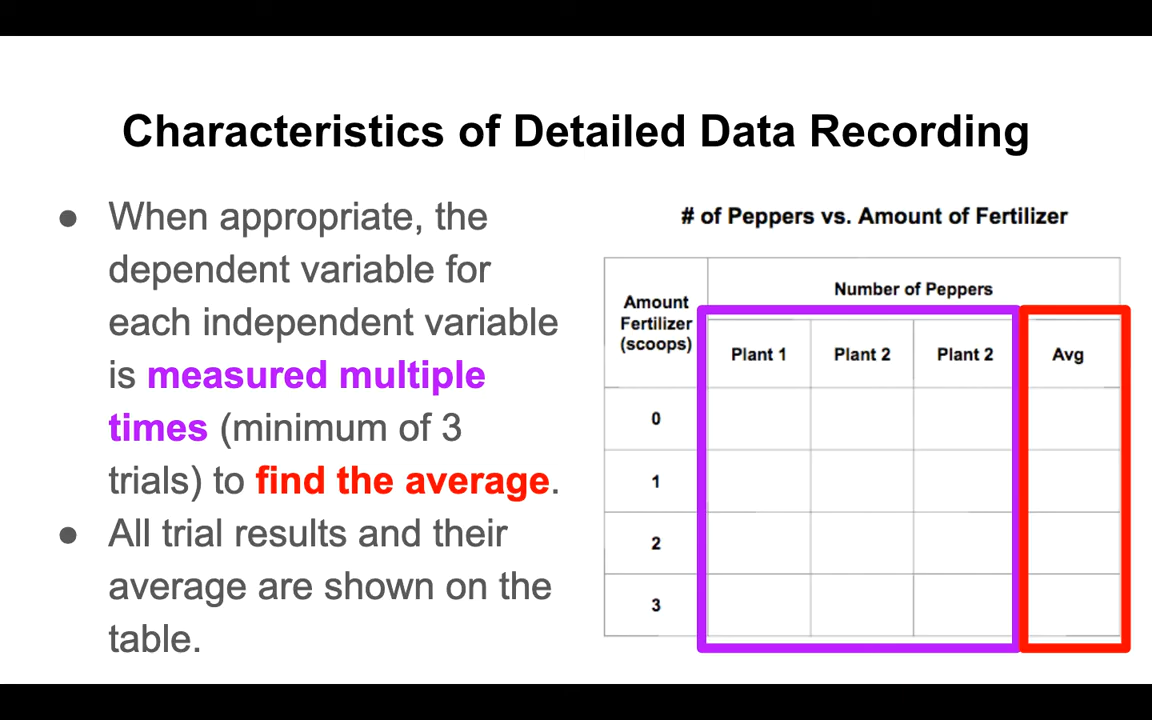 Characteristics of Detailed Data Recording
● When appropriate, the
dependent variable for
each independent variable
is measured multiple
times (minimum of 3
trials) to find the average.
● All trial results and their
average are shown on the
table.
# of Peppers vs. Amount of Fertilizer
Amount
Fertilizer
(scoops)
Number of Peppers
Plant 1 Plant 2 Plant 2 Avg
0
1
2
3